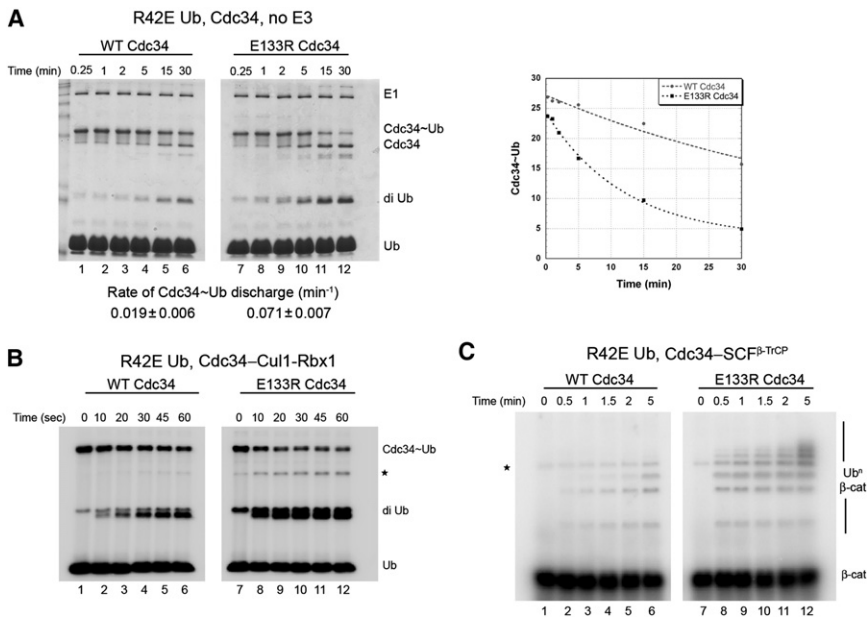 A
R42E Ub, Cdc34, no E3
WT Cdc34
E133R Cdc34
Time (min) 0.25 1 2 5 15 30 0.25 1 2 5 15 30
E1
Cdc34~Ub
Cdc34
di Ub
Ub
1 2 3 4 5 6 7 8 9 10 11 12
Rate of Cdc34~Ub discharge (min⁻¹)
0.019±0.006 0.071±0.007
30
25
20
15
10
5
0
Cdc34~Ub
WT Cdc34
E133R Cdc34
0 5 10 15 20 25 30
Time (min)
B
R42E Ub, Cdc34–Cul1-Rbx1
WT Cdc34
E133R Cdc34
Time (sec) 0 10 20 30 45 60 0 10 20 30 45 60
Cdc34~Ub
★
di Ub
Ub
1 2 3 4 5 6 7 8 9 10 11 12
C
R42E Ub, Cdc34–SCFβ-TrCP
WT Cdc34
E133R Cdc34
Time (min) 0 0.5 1 1.5 2 5 0 0.5 1 1.5 2 5
★
Ubⁿ
β-cat
β-cat
1 2 3 4 5 6 7 8 9 10 11 12